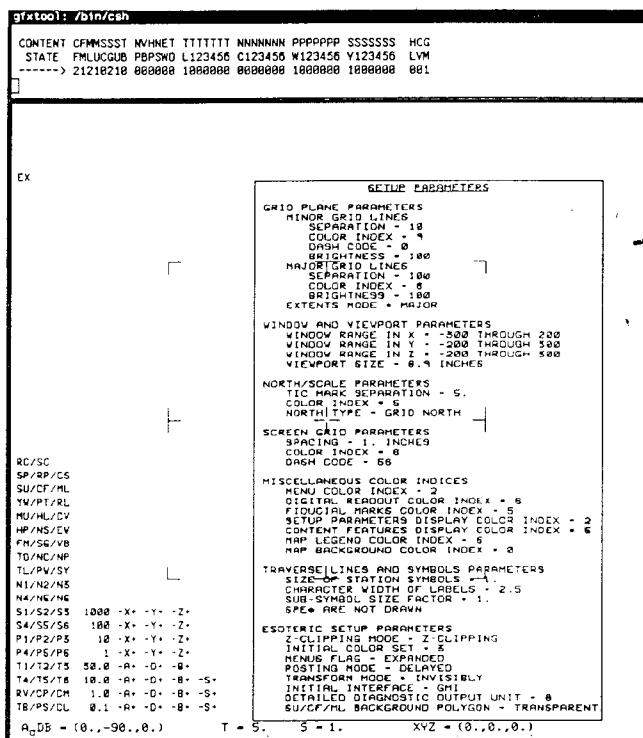 gfxtool: /bin/csh
CONTENT CFMMSSST NVHNET TTTTTTT NNNNNNN PPPPPPP SSSSSSS HCG
STATE FMLUCGUB PBPSWO L123456 C123456 W123456 Y123456 LVM
------> 21210210 000000 1000000 0000000 1000000 1000000 001
EX
SETUP PARAMETERS
GRID PLANE PARAMETERS
MINOR GRID LINES
SEPARATION - 10
COLOR INDEX - 9
DASH CODE - 0
BRIGHTNESS - 100
MAJOR GRID LINES
SEPARATION - 100
COLOR INDEX - 8
BRIGHTNESS - 100
EXTENTS MODE - MAJOR
WINDOW AND VIEWPORT PARAMETERS
WINDOW RANGE IN X - -300 THROUGH 200
WINDOW RANGE IN Y - -200 THROUGH 300
WINDOW RANGE IN Z - -200 THROUGH 300
VIEWPORT SIZE - 8.9 INCHES
NORTH/SCALE PARAMETERS
TIC MARK SEPARATION - 5.
COLOR INDEX - 6
NORTH TYPE - GRID NORTH
SCREEN GRID PARAMETERS
SPACING - 1. INCHES
COLOR INDEX - 8
DASH CODE - 56
MISCELLANEOUS COLOR INDICES
MENU COLOR INDEX - 2
DIGITAL READOUT COLOR INDEX - 6
FIDUCIAL MARKS COLOR INDEX - 5
SETUP PARAMETERS DISPLAY COLOR INDEX - 2
CONTENT FEATURES DISPLAY COLOR INDEX - 6
MAP LEGEND COLOR INDEX - 6
MAP BACKGROUND COLOR INDEX - 0
TRAVERSE LINES AND SYMBOLS PARAMETERS
SIZE OF STATION SYMBOLS - .1
CHARACTER WIDTH OF LABELS - 2.5
SUB-SYMBOL SIZE FACTOR - 1.
SPE* ARE NOT DRAWN
ESOTERIC SETUP PARAMETERS
Z-CLIPPING MODE - Z-CLIPPING
INITIAL COLOR SET - 3
MENUS FLAG - EXPANDED
POSTING MODE - DELAYED
TRANSFORM MODE - INVISIBLY
INITIAL INTERFACE - GMI
DETAILED DIAGNOSTIC OUTPUT UNIT - 8
SU/CF/ML BACKGROUND POLYGON - TRANSPARENT
RC/SC
SP/RP/CS
SU/CF/ML
YW/PT/RL
MU/HL/CV
HP/NS/EV
FM/SG/VB
TO/NC/NP
TL/PW/SY
N1/N2/N3
N4/N5/N6
S1/S2/S3 1000 -X+ -Y+ -Z+
S4/S5/S6 100 -X+ -Y+ -Z+
P1/P2/P3 10 -X+ -Y+ -Z+
P4/P5/P6 1 -X+ -Y+ -Z+
T1/T2/T3 50.0 -A+ -D+ -B+
T4/T5/T6 10.0 -A+ -D+ -B+ -S+
RV/CP/CM 1.0 -A+ -D+ -B+ -S+
TB/PS/CL 0.1 -A+ -D+ -B+ -S+
AgDB - (0.,-90.,0.) T - 5. S - 1. XYZ - (0.,0.,0.)